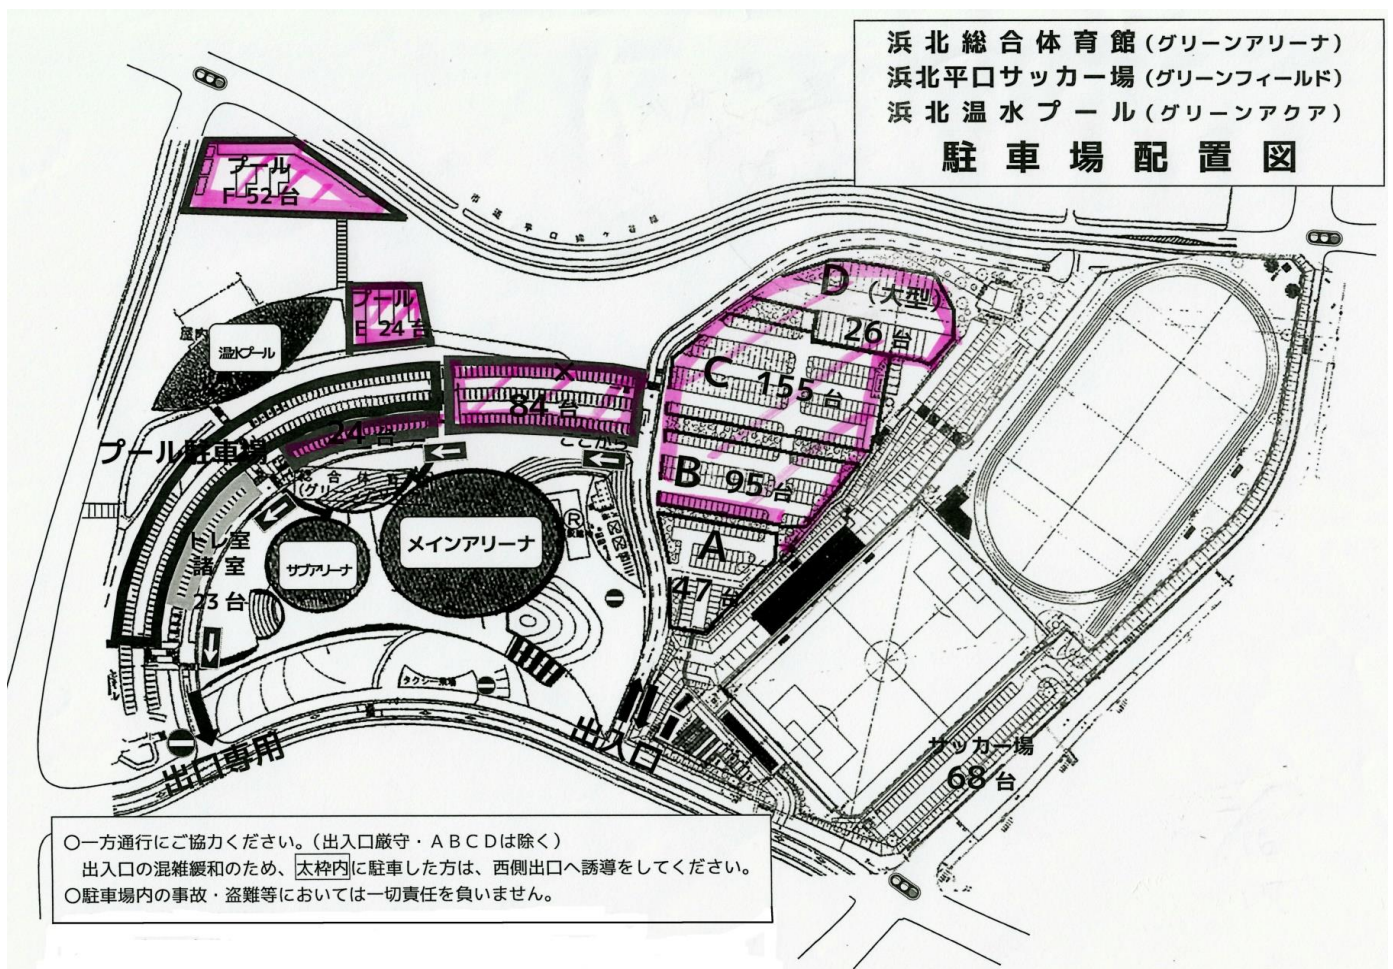 浜北総合体育館(グリーンアリーナ)
浜北平口サッカー場(グリーンフィールド)
浜北温水プール(グリーンアクア)
駐車場配置図
プール
F 52台
プール
E 24台
温水プール
D(大型)
26台
C 155台
84台
24台
ここから
プール駐車場
B 95台
A
47台
メインアリーナ
サブアリーナ
トレ室
諸室
23台
タクシー乗場
出入口
出口専用
サッカー場
68台
○一方通行にご協力ください。(出入口厳守・ABCDは除く)
出入口の混雑緩和のため、太枠内に駐車した方は、西側出口へ誘導をしてください。
○駐車場内の事故・盗難等においては一切責任を負いません。